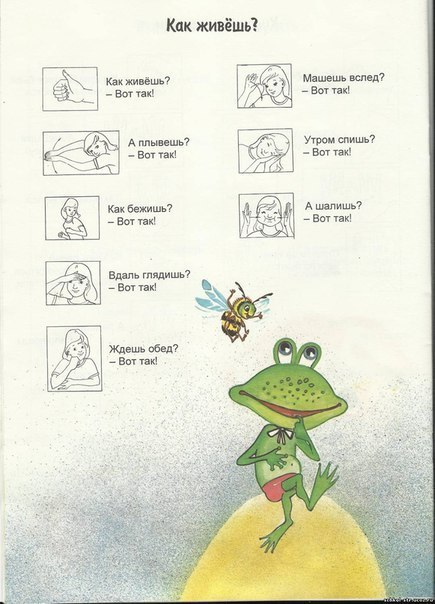 Как живёшь?
Как живёшь?
– Вот так!
А плывешь?
– Вот так!
Как бежишь?
– Вот так!
Вдаль глядишь?
– Вот так!
Ждешь обед?
– Вот так!
Машешь вслед?
– Вот так!
Утром спишь?
– Вот так!
А шалишь?
– Вот так!